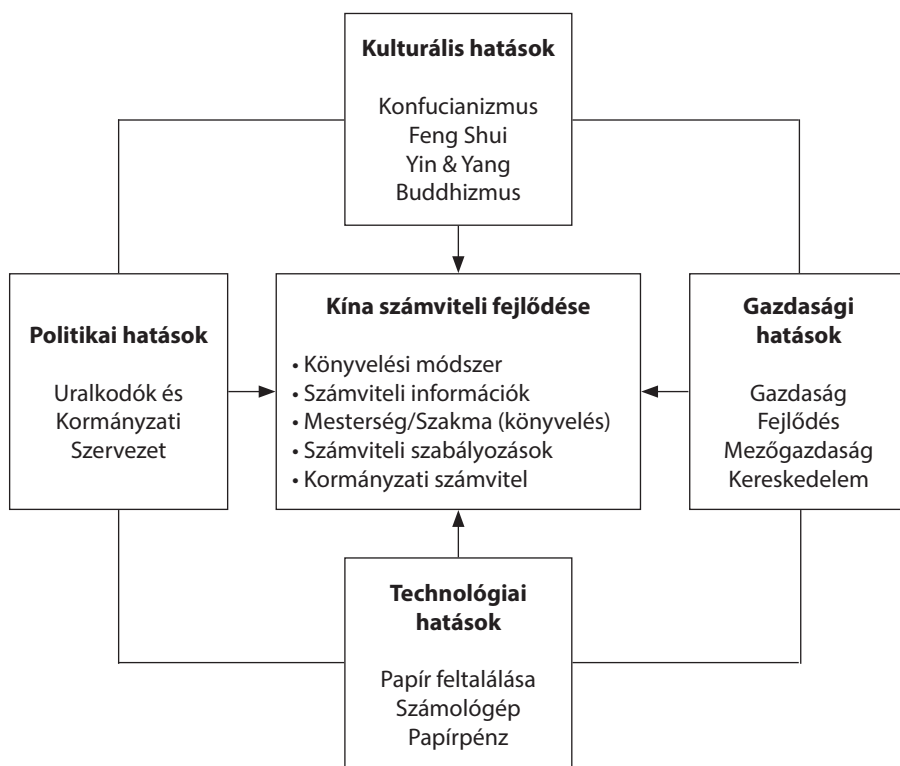 Kulturális hatások
Konfucianizmus
Feng Shui
Yin & Yang
Buddhizmus
Politikai hatások
Uralkodók és
Kormányzati
Szervezet
Kína számviteli fejlődése
• Könyvelési módszer
• Számviteli információk
• Mesterség/Szakma (könyvelés)
• Számviteli szabályozások
• Kormányzati számvitel
Gazdasági
hatások
Gazdaság
Fejlődés
Mezőgazdaság
Kereskedelem
Technológiai
hatások
Papír feltalálása
Számológép
Papírpénz